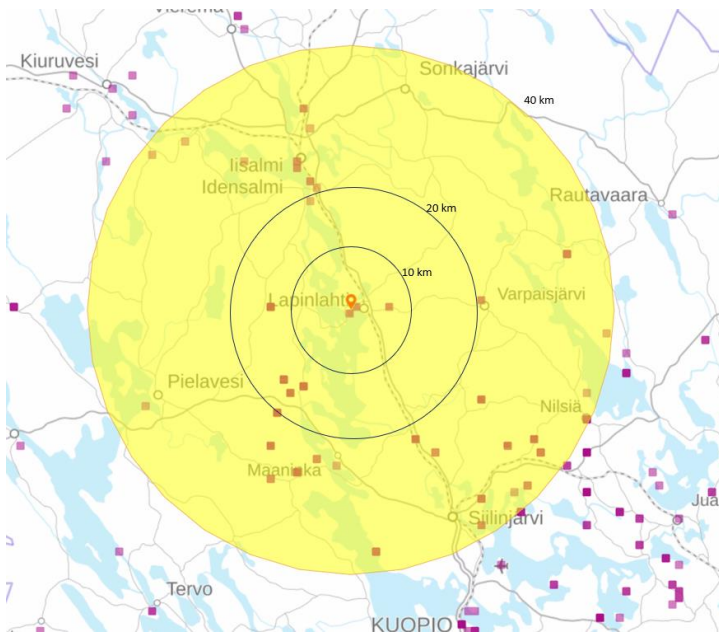 Vieremä
Kiuruvesi
Sonkajärvi
40 km
Iisalmi
Idensalmi
Rautavaara
20 km
10 km
Lapinlahti
Varpaisjärvi
Pielavesi
Nilsiä
Maaninka
Siilinjärvi
Jua
Tervo
KUOPIO